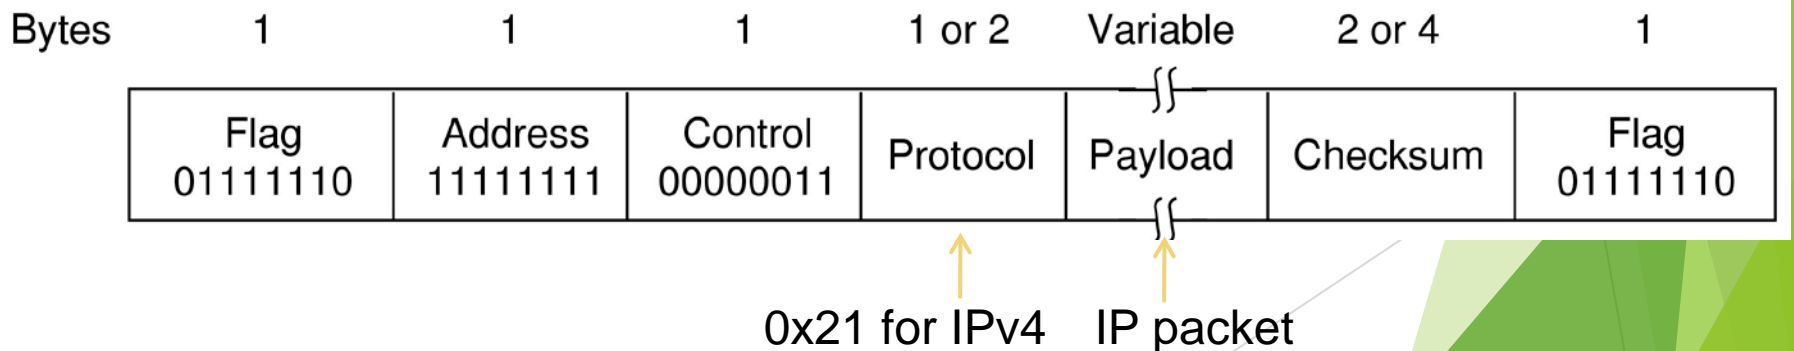 Bytes 1 1 1 1 or 2 Variable 2 or 4 1
Flag Address Control Protocol Payload Checksum Flag
01111110 11111111 00000011 01111110
0x21 for IPv4 IP packet